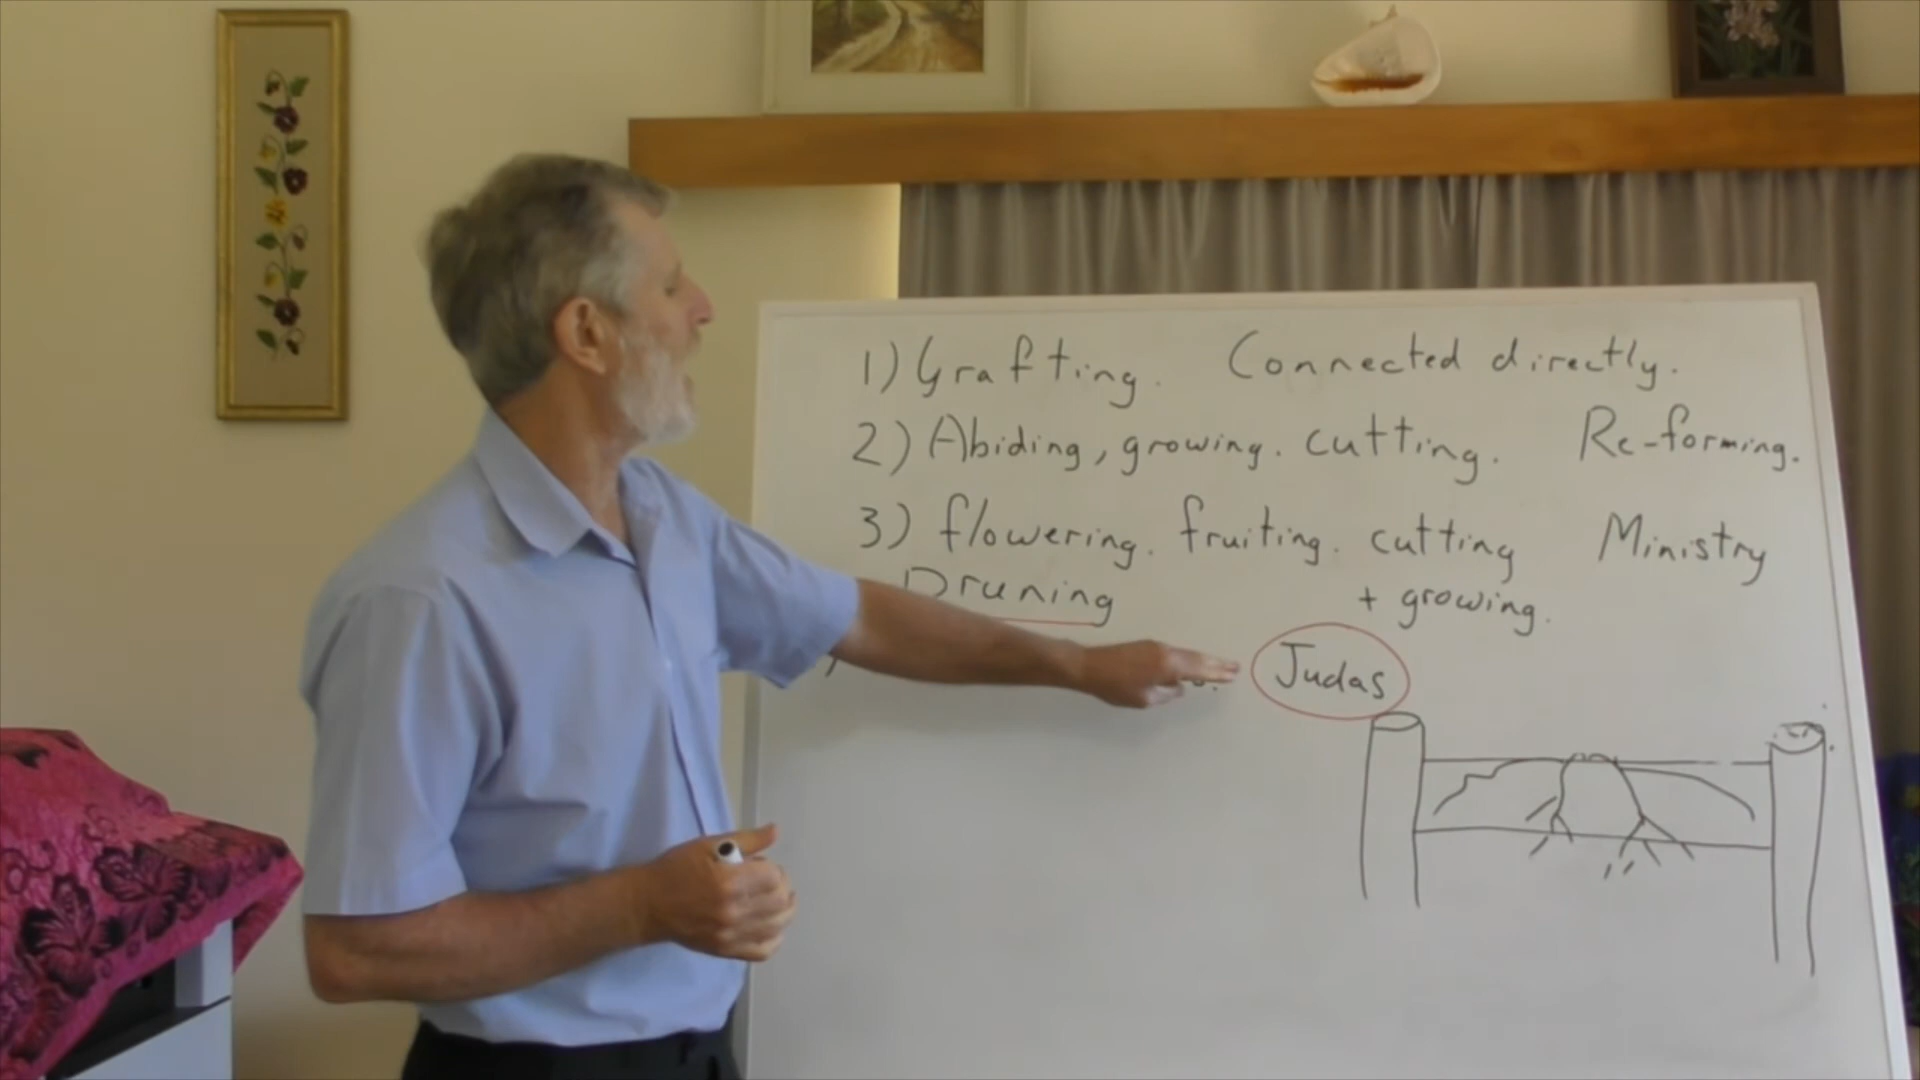 1) Grafting. Connected directly.
2) Abiding, growing. cutting. Re-forming.
3) flowering. fruiting. cutting Ministry
Pruning + growing.
Judas